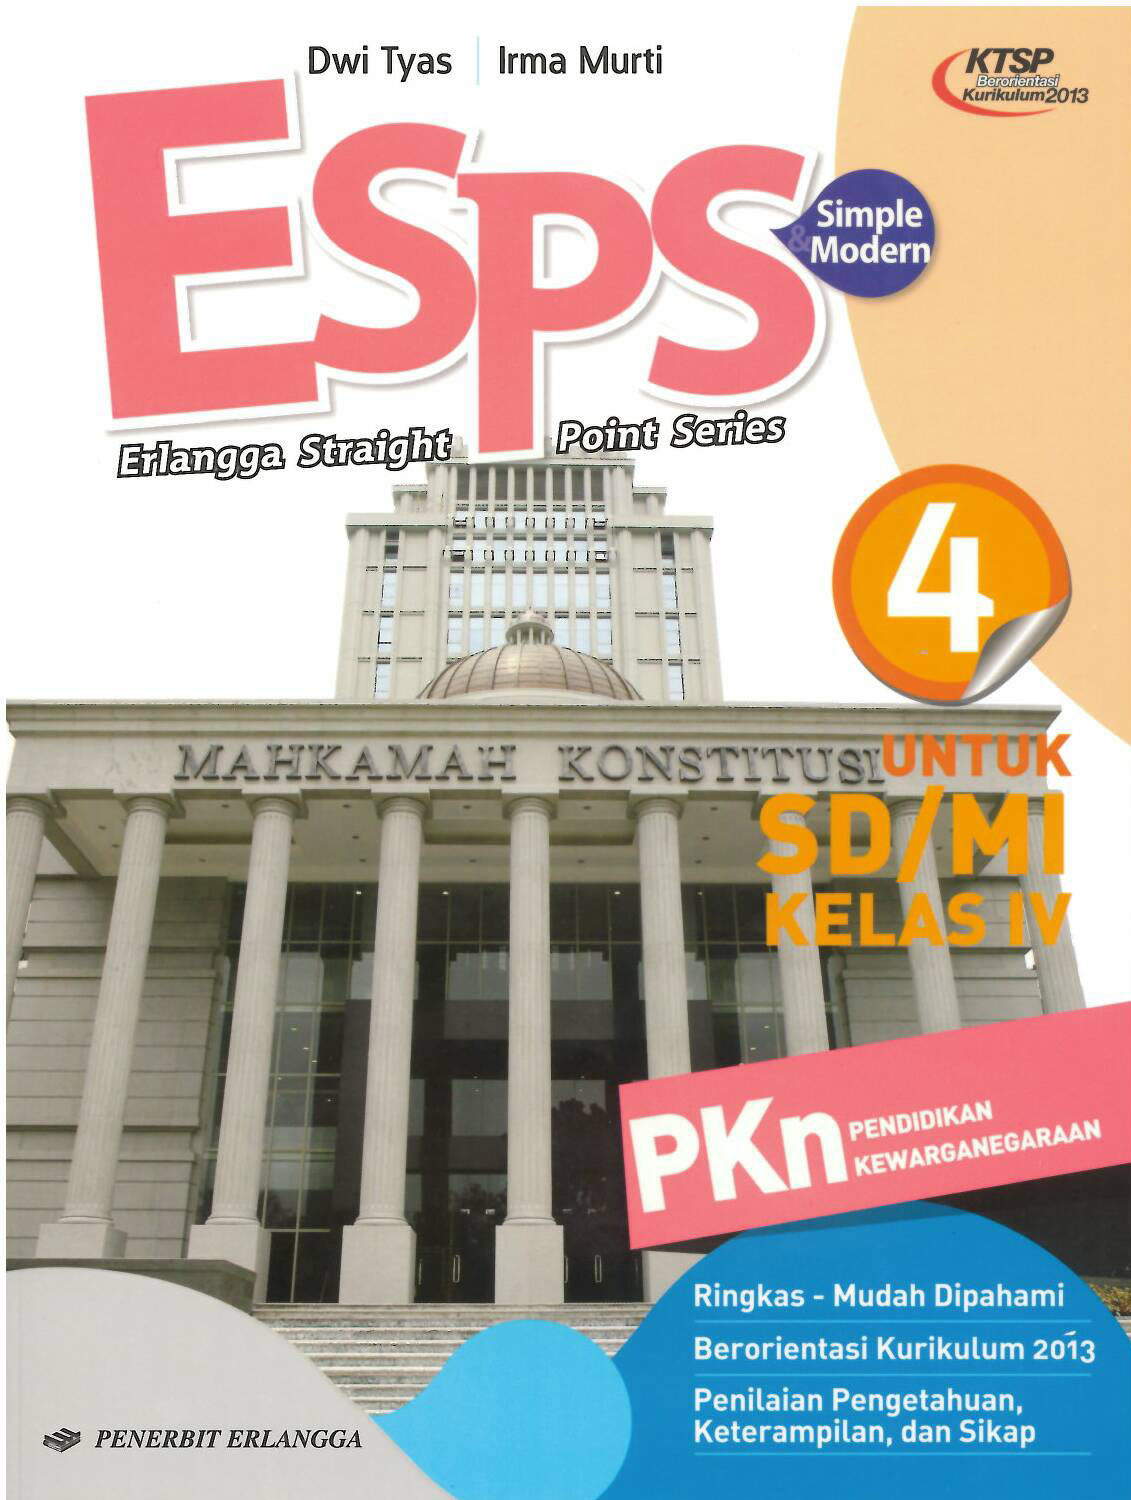 Dwi Tyas | Irma Murti
KTSP
Berorientasi
Kurikulum2013
ESPS
Simple
&Modern
Erlangga Straight Point Series
4
MAHKAMAH KONSTITUSI
UNTUK
SD/MI
KELAS IV
PKn
PENDIDIKAN
KEWARGANEGARAAN
Ringkas - Mudah Dipahami
Berorientasi Kurikulum 2013
Penilaian Pengetahuan,
Keterampilan, dan Sikap
PENERBIT ERLANGGA